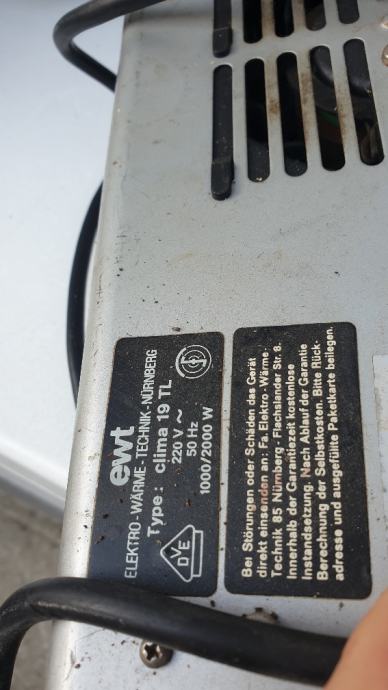 ewt
ELEKTRO-WÄRME-TECHNIK-NÜRNBERG
Type: clima 19 TL
220 V ~
50 Hz
1000/2000 W
DVE
Bei Störungen oder Schäden das Gerät
direkt einsenden an: Fa. Elektro-Wärme-
Technik 85 Nürnberg-Flachslander Str. 8.
Innerhalb der Garantiezeit kostenlose
Instandsetzung. Nach Ablauf der Garantie
Berechnung der Selbstkosten. Bitte Rück-
adresse und ausgefüllte Paketkarte beilegen.